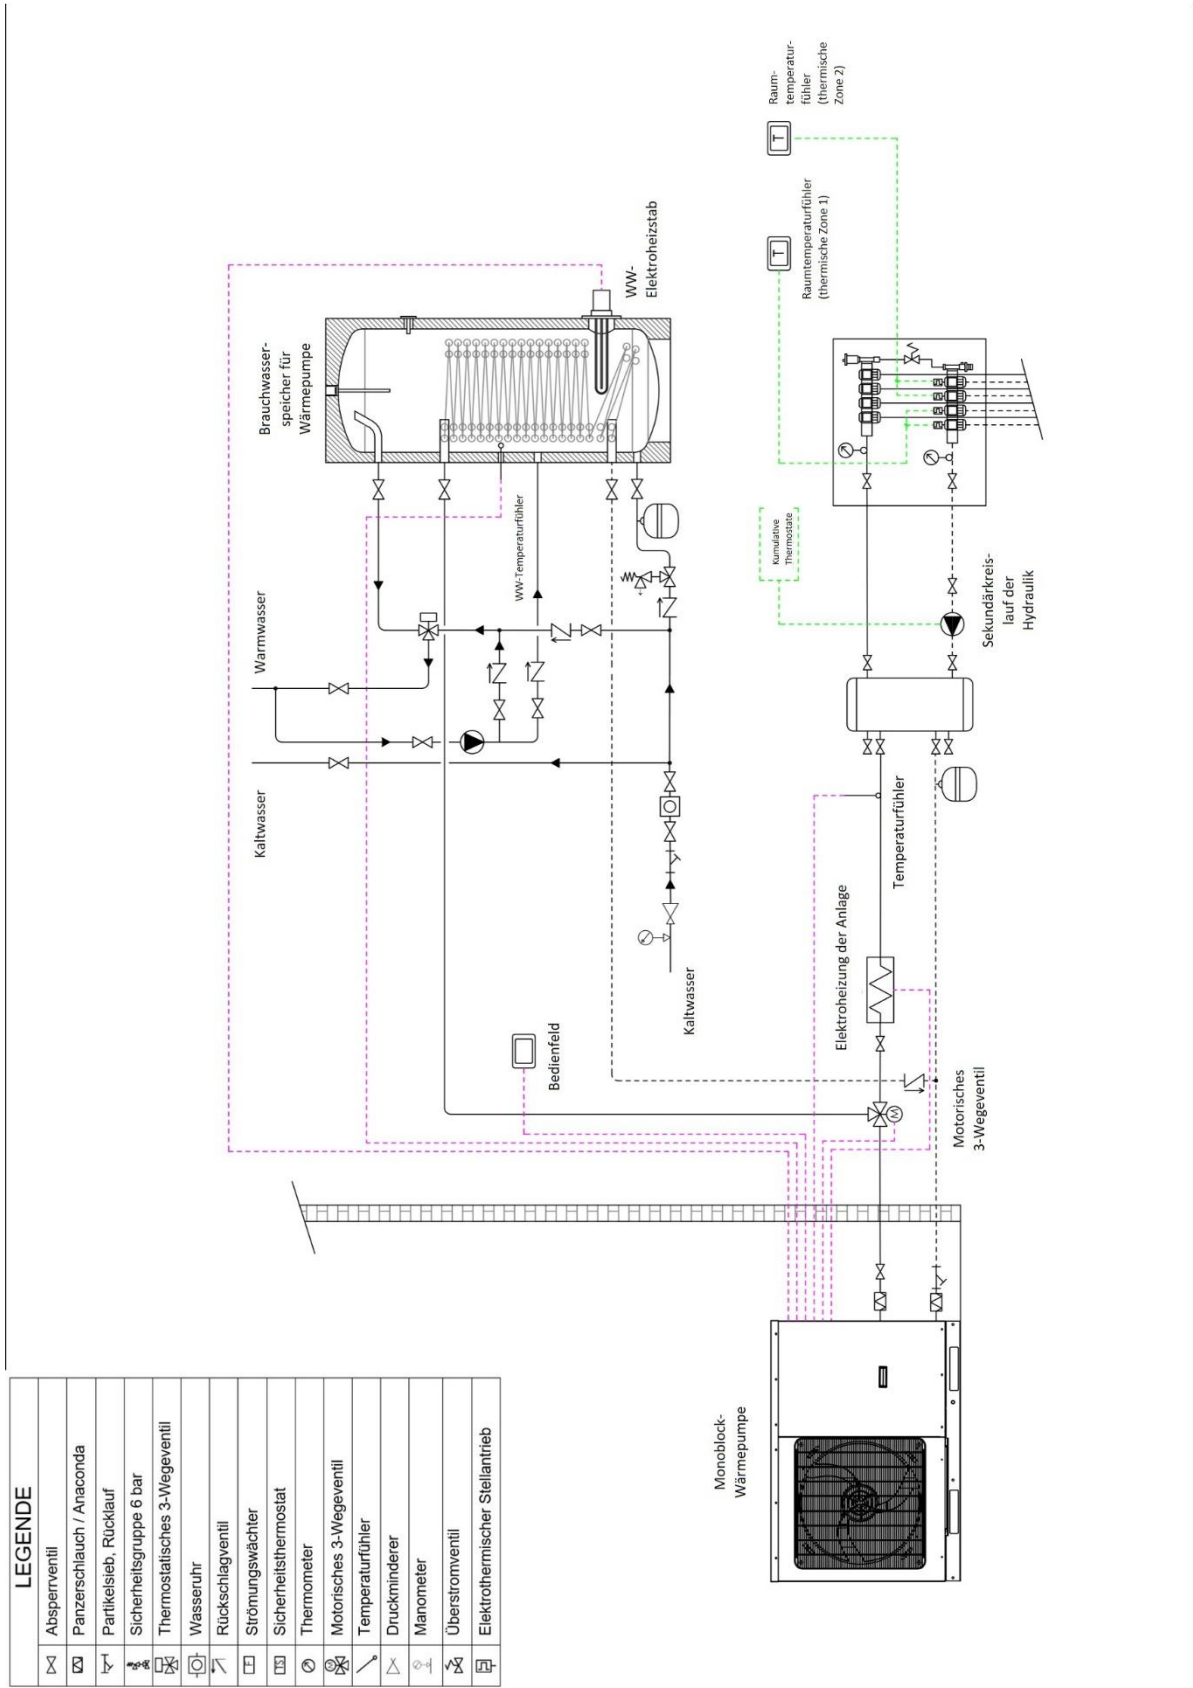 LEGENDE
Absperrventil
Panzerschlauch / Anaconda
Partikelsieb, Rücklauf
Sicherheitsgruppe 6 bar
Thermostatisches 3-Wegeventil
Wasseruhr
Rückschlagventil
F Strömungswächter
TS Sicherheitsthermostat
Thermometer
M Motorisches 3-Wegeventil
Temperaturfühler
Druckminderer
Manometer
Überstromventil
Elektrothermischer Stellantrieb
Monoblock-
Wärmepumpe
Bedienfeld
Motorisches
3-Wegeventil
M
Elektroheizung der Anlage
Temperaturfühler
Kaltwasser
Kaltwasser
Warmwasser
WW-Temperaturfühler
Brauchwasser-
speicher für
Wärmepumpe
WW-
Elektroheizstab
Sekundärkreis-
lauf der
Hydraulik
Kumulative
Thermostate
T
Raumtemperaturfühler
(thermische Zone 1)
T
Raum-
temperatur-
fühler
(thermische
Zone 2)